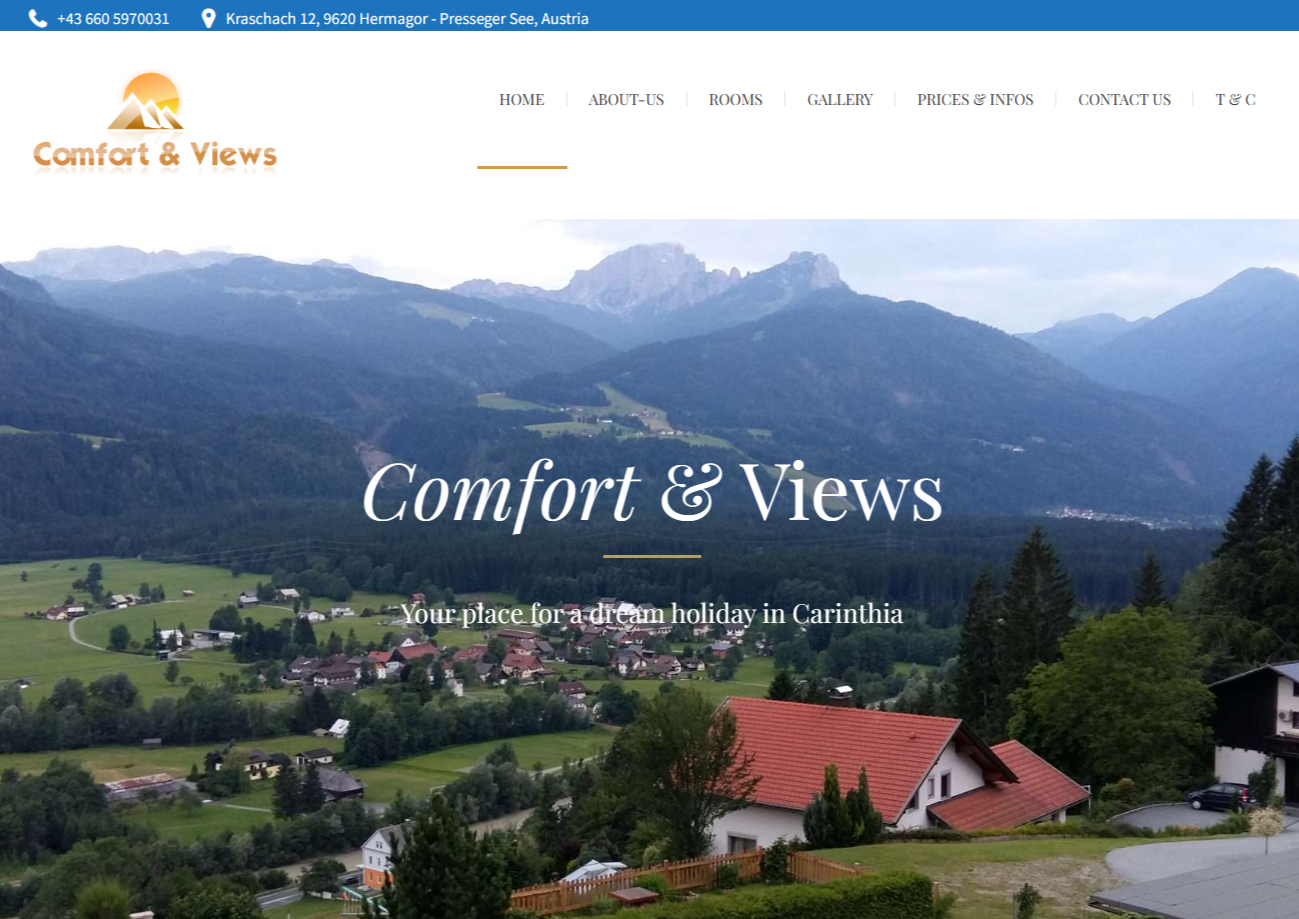 +43 660 5970031
Kraschach 12, 9620 Hermagor - Presseger See, Austria
Comfort & Views
HOME
ABOUT-US
ROOMS
GALLERY
PRICES & INFOS
CONTACT US
T & C
Comfort & Views
Your place for a dream holiday in Carinthia